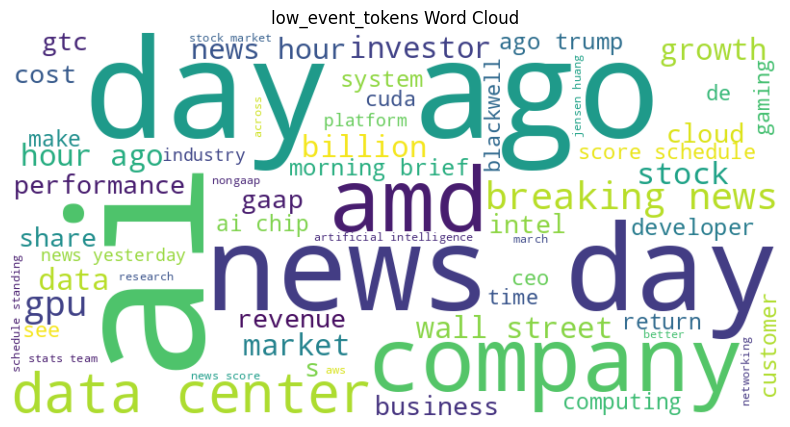 low_event_tokens Word Cloud
gtc
stock market
news hour
investor
ago trump
growth
cost
day ago
system
cuda
blackwell
jensen huang
de
gaming
across
platform
make
billion
cloud
hour ago
industry
morning brief
score schedule
performance
nongaap
gaap
amd
stock
breaking news
ai
share
ai chip
intel
developer
artificial intelligence
march
news yesterday
news day
data
research
ceo
time
schedule standing
gpu
see
revenue
wall street
return
customer
market
better
networking
stats team
s
company
news score
aws
data center
business
computing